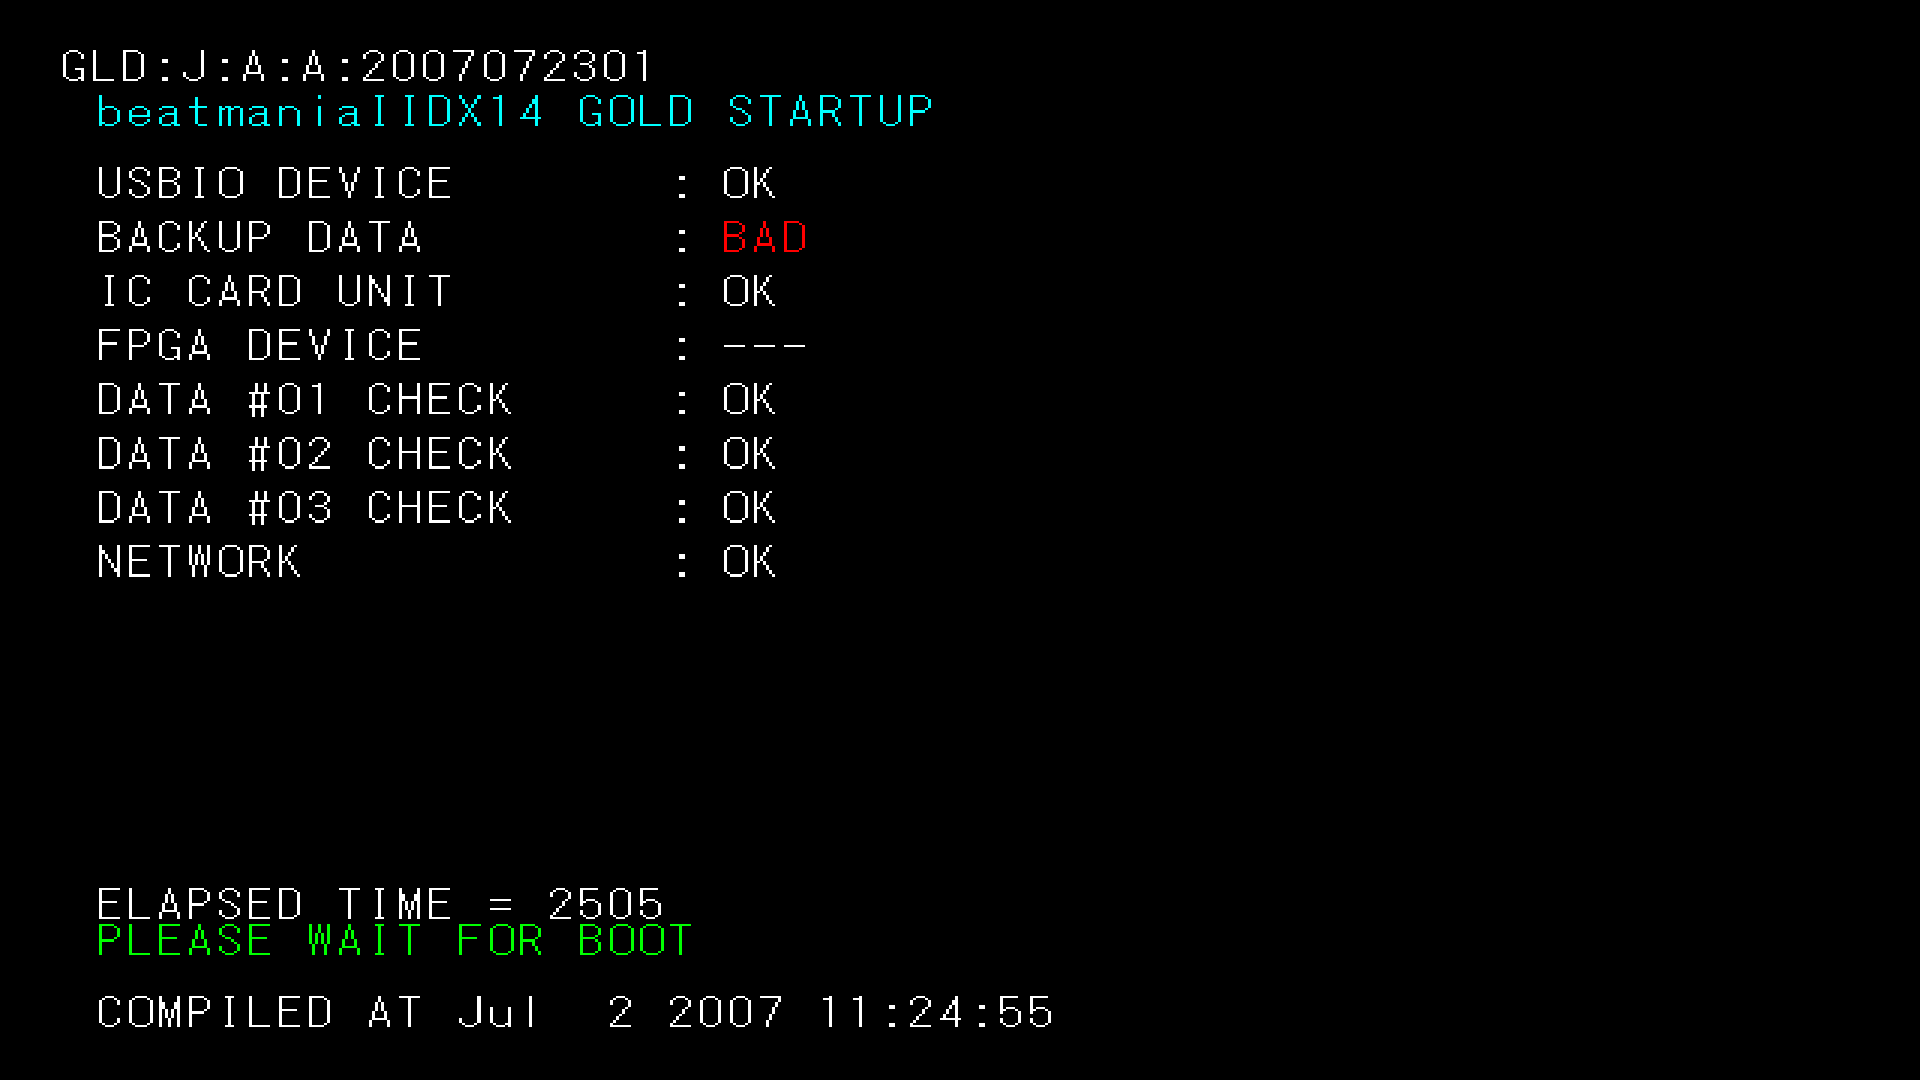 GLD:J:A:A:2007072301
beatmaniaIIDX14 GOLD STARTUP
USBIO DEVICE : OK
BACKUP DATA : BAD
IC CARD UNIT : OK
FPGA DEVICE : ---
DATA #01 CHECK : OK
DATA #02 CHECK : OK
DATA #03 CHECK : OK
NETWORK : OK
ELAPSED TIME = 2505
PLEASE WAIT FOR BOOT
COMPILED AT Jul  2 2007 11:24:55